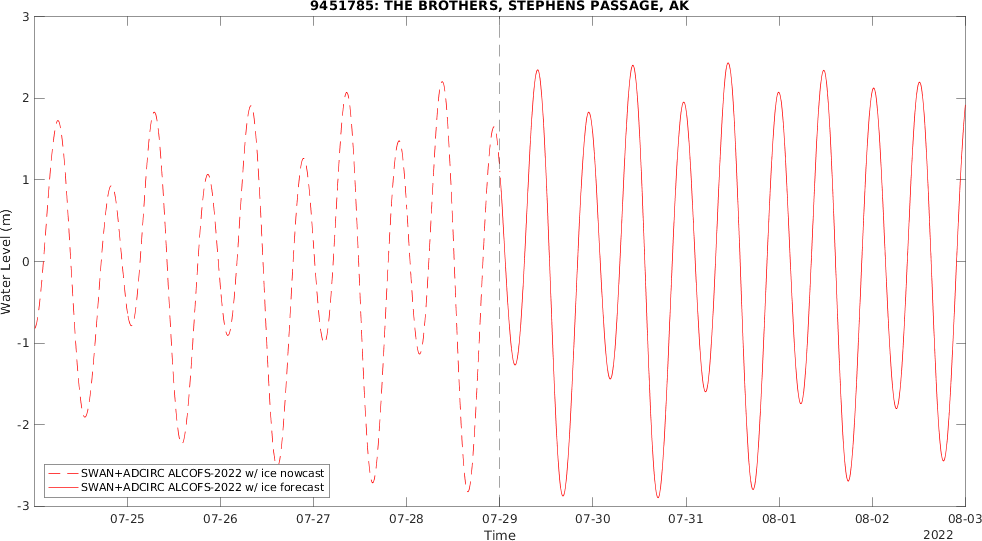 9451785: THE BROTHERS, STEPHENS PASSAGE, AK
3
2
1
0
-1
-2
-3
Water Level (m)
SWAN+ADCIRC ALCOFS-2022 w/ ice nowcast
SWAN+ADCIRC ALCOFS-2022 w/ ice forecast
07-25 07-26 07-27 07-28 07-29 07-30 07-31 08-01 08-02 08-03
Time
2022